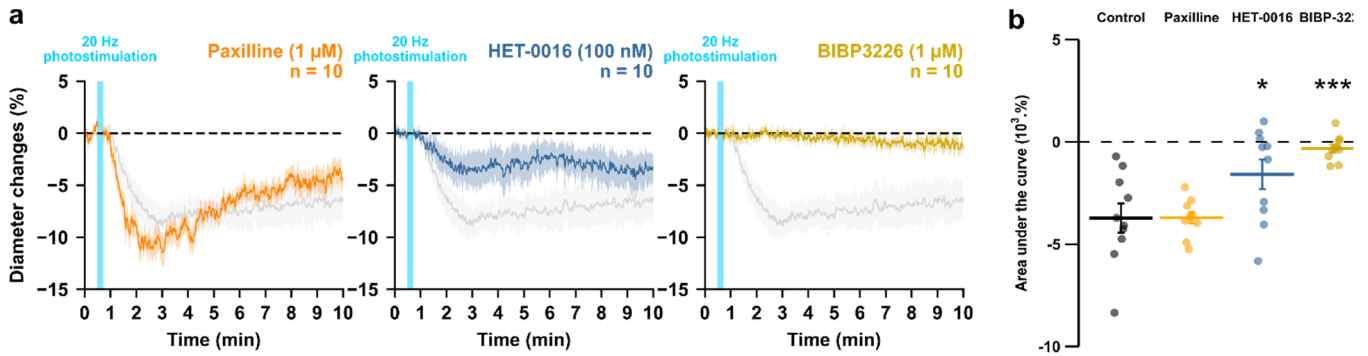 a
20 Hz
photostimulation
Paxilline (1 µM)
n = 10
20 Hz
photostimulation
HET-0016 (100 nM)
n = 10
20 Hz
photostimulation
BIBP3226 (1 µM)
n = 10
Diameter changes (%)
5
0
−5
−10
−15
0 1 2 3 4 5 6 7 8 9 10
Time (min)
5
0
−5
−10
−15
0 1 2 3 4 5 6 7 8 9 10
Time (min)
5
0
−5
−10
−15
0 1 2 3 4 5 6 7 8 9 10
Time (min)
b
Control Paxilline HET-0016 BIBP-32
Area under the curve (10³.%)
5
0
-5
-10
*
***